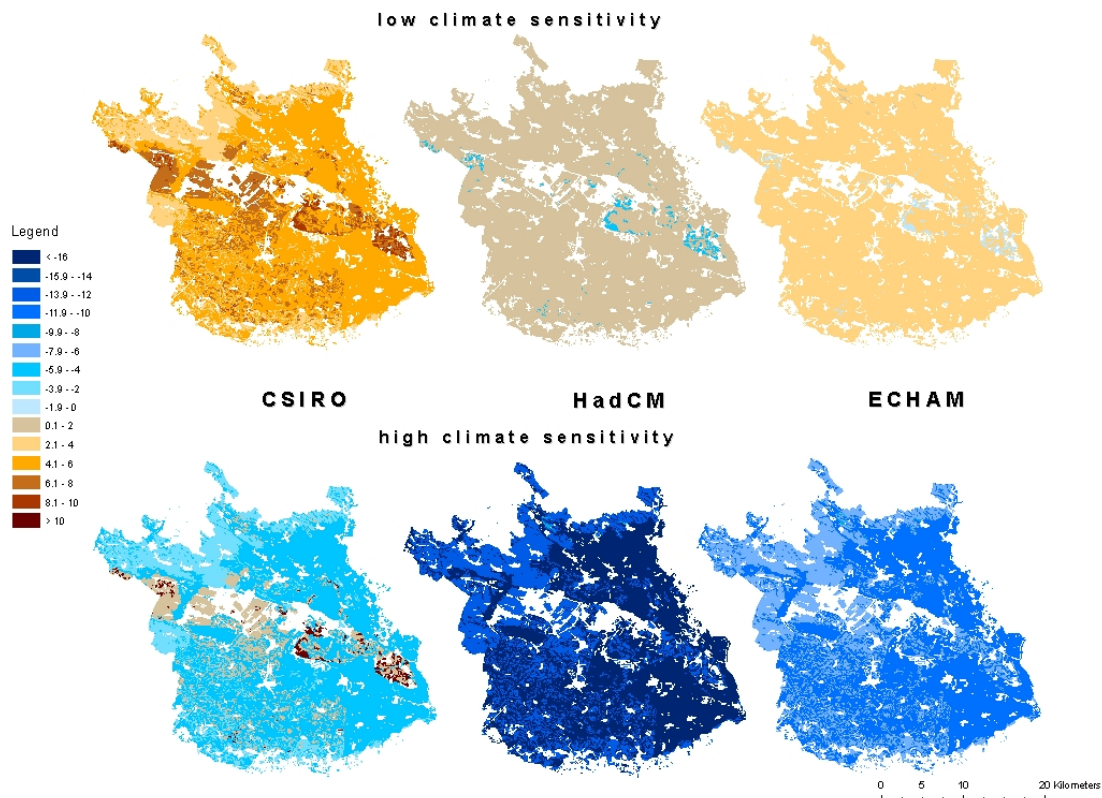 low climate sensitivity
Legend
< -16
-15.9 - -14
-13.9 - -12
-11.9 - -10
-9.9 - -8
-7.9 - -6
-5.9 - -4
-3.9 - -2
-1.9 - 0
0.1 - 2
2.1 - 4
4.1 - 6
6.1 - 8
8.1 - 10
> 10
CSIRO HadCM ECHAM
high climate sensitivity
0 5 10 20 Kilometers